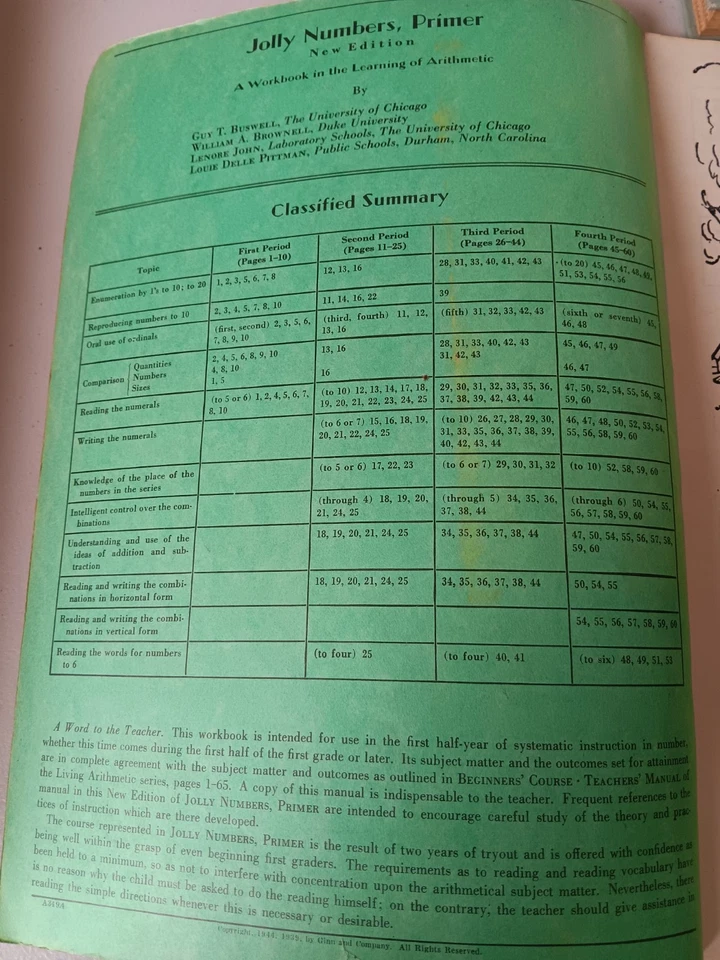 Jolly Numbers, Primer
New Edition
A Workbook in the Learning of Arithmetic
By
GUY T. BUSWELL, The University of Chicago
WILLIAM A. BROWNELL, Duke University
LENORE JOHN, Laboratory Schools, The University of Chicago
LOUIE DELLE PITTMAN, Public Schools, Durham, North Carolina
Classified Summary
Topic | First Period (Pages 1–10) | Second Period (Pages 11–25) | Third Period (Pages 26–44) | Fourth Period (Pages 45–60)
Enumeration by 1's to 10; to 20 | 1, 2, 3, 5, 6, 7, 8 | 12, 13, 16 | 28, 31, 33, 40, 41, 42, 43 | (to 20) 45, 46, 47, 48, 49, 51, 53, 54, 55, 56
Reproducing numbers to 10 | 2, 3, 4, 5, 7, 8, 10 | 11, 14, 16, 22 | 39
Oral use of ordinals | (first, second) 2, 3, 5, 6, 7, 8, 9, 10 | (third, fourth) 11, 12, 13, 16 | (fifth) 31, 32, 33, 42, 43 | (sixth or seventh) 45, 46, 48
Comparison
Quantities | 2, 4, 5, 6, 8, 9, 10 | 13, 16 | 28, 31, 33, 40, 42, 43 | 45, 46, 47, 49
Numbers | 4, 8, 10 | 31, 42, 43
Sizes | 1, 5 | 16 | 46, 47
Reading the numerals | (to 5 or 6) 1, 2, 4, 5, 6, 7, 8, 10 | (to 10) 12, 13, 14, 17, 18, 19, 20, 21, 22, 23, 24, 25 | 29, 30, 31, 32, 33, 35, 36, 37, 38, 39, 42, 43, 44 | 47, 50, 52, 54, 55, 56, 58, 59, 60
Writing the numerals | (to 6 or 7) 15, 16, 18, 19, 20, 21, 22, 24, 25 | (to 10) 26, 27, 28, 29, 30, 31, 33, 35, 36, 37, 38, 39, 40, 42, 43, 44 | 46, 47, 48, 50, 52, 53, 54, 55, 56, 58, 59, 60
Knowledge of the place of the numbers in the series | (to 5 or 6) 17, 22, 23 | (to 6 or 7) 29, 30, 31, 32 | (to 10) 52, 58, 59, 60
Intelligent control over the combinations | (through 4) 18, 19, 20, 21, 24, 25 | (through 5) 34, 35, 36, 37, 38, 44 | (through 6) 50, 54, 55, 56, 57, 58, 59, 60
Understanding and use of the ideas of addition and subtraction | 18, 19, 20, 21, 24, 25 | 34, 35, 36, 37, 38, 44 | 47, 50, 54, 55, 56, 57, 58, 59, 60
Reading and writing the combinations in horizontal form | 18, 19, 20, 21, 24, 25 | 34, 35, 36, 37, 38, 44 | 50, 54, 55
Reading and writing the combinations in vertical form | 54, 55, 56, 57, 58, 59, 60
Reading the words for numbers to 6 | (to four) 25 | (to four) 40, 41 | (to six) 48, 49, 51, 53
A Word to the Teacher. This workbook is intended for use in the first half-year of systematic instruction in number,
whether this time comes during the first half of the first grade or later. Its subject matter and the outcomes set for attainment
are in complete agreement with the subject matter and outcomes as outlined in BEGINNERS' COURSE · TEACHERS' MANUAL of
the Living Arithmetic series, pages 1–65. A copy of this manual is indispensable to the teacher. Frequent references to the
manual in this New Edition of JOLLY NUMBERS, PRIMER are intended to encourage careful study of the theory and prac-
tices of instruction which are there developed.
The course represented in JOLLY NUMBERS, PRIMER is the result of two years of tryout and is offered with confidence as
being well within the grasp of even beginning first graders. The requirements as to reading and reading vocabulary have
been held to a minimum, so as not to interfere with concentration upon the arithmetical subject matter. Nevertheless, there
is no reason why the child must be asked to do the reading himself; on the contrary, the teacher should give assistance in
reading the simple directions whenever this is necessary or desirable.
Copyright, 1944, 1939, by Ginn and Company. All Rights Reserved.